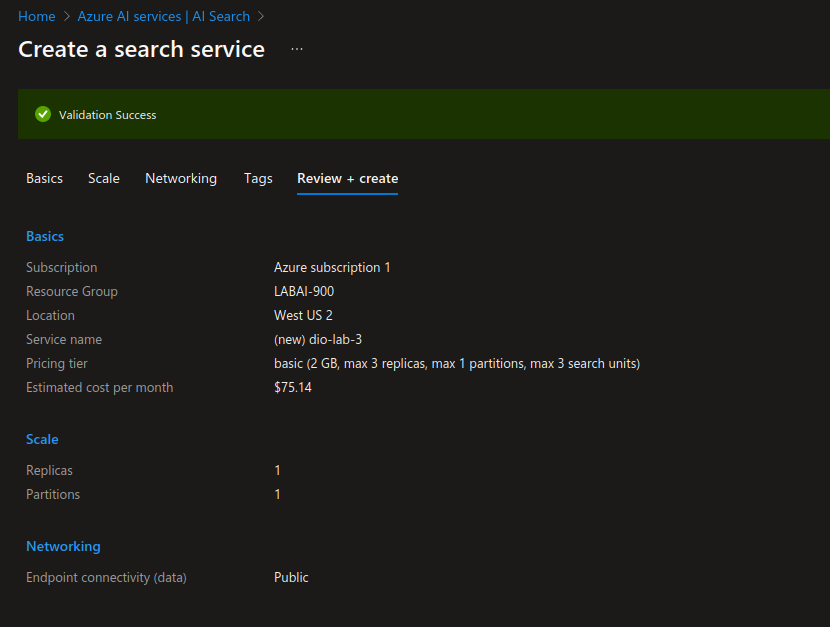 Home > Azure AI services | AI Search >
Create a search service ...
Validation Success
Basics Scale Networking Tags Review + create
Basics
Subscription Azure subscription 1
Resource Group LABAI-900
Location West US 2
Service name (new) dio-lab-3
Pricing tier basic (2 GB, max 3 replicas, max 1 partitions, max 3 search units)
Estimated cost per month $75.14
Scale
Replicas 1
Partitions 1
Networking
Endpoint connectivity (data) Public